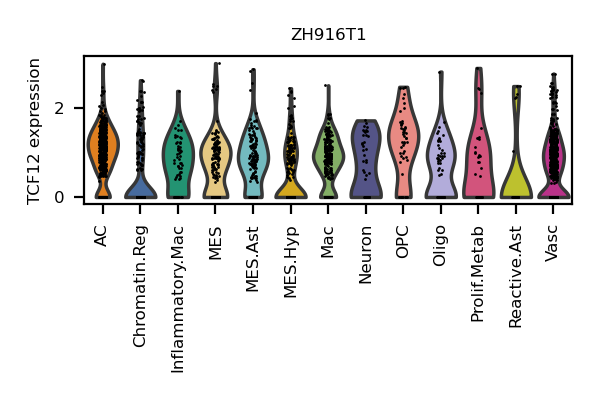 ZH916T1
TCF12 expression
2
0
AC
Chromatin.Reg
Inflammatory.Mac
MES
MES.Ast
MES.Hyp
Mac
Neuron
OPC
Oligo
Prolif.Metab
Reactive.Ast
Vasc